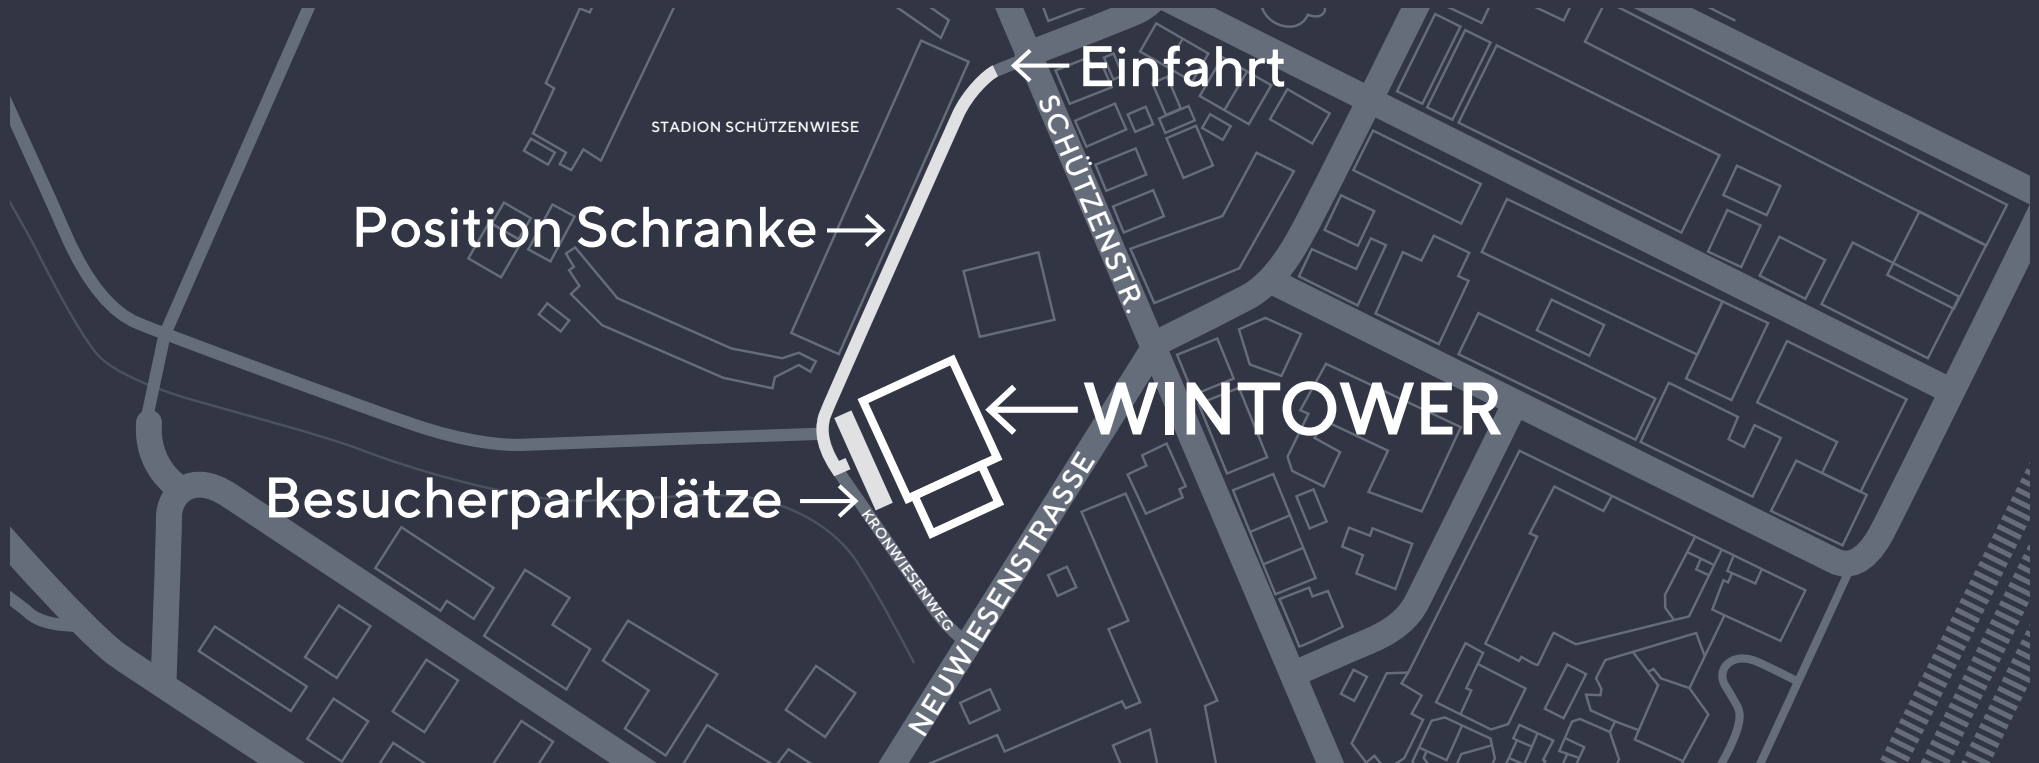 Einfahrt
STADION SCHÜTZENWIESE
SCHÜTZENSTR.
Position Schranke
WINTOWER
Besucherparkplätze
KRONWIESENWEG
NEUWIESENSTRASSE